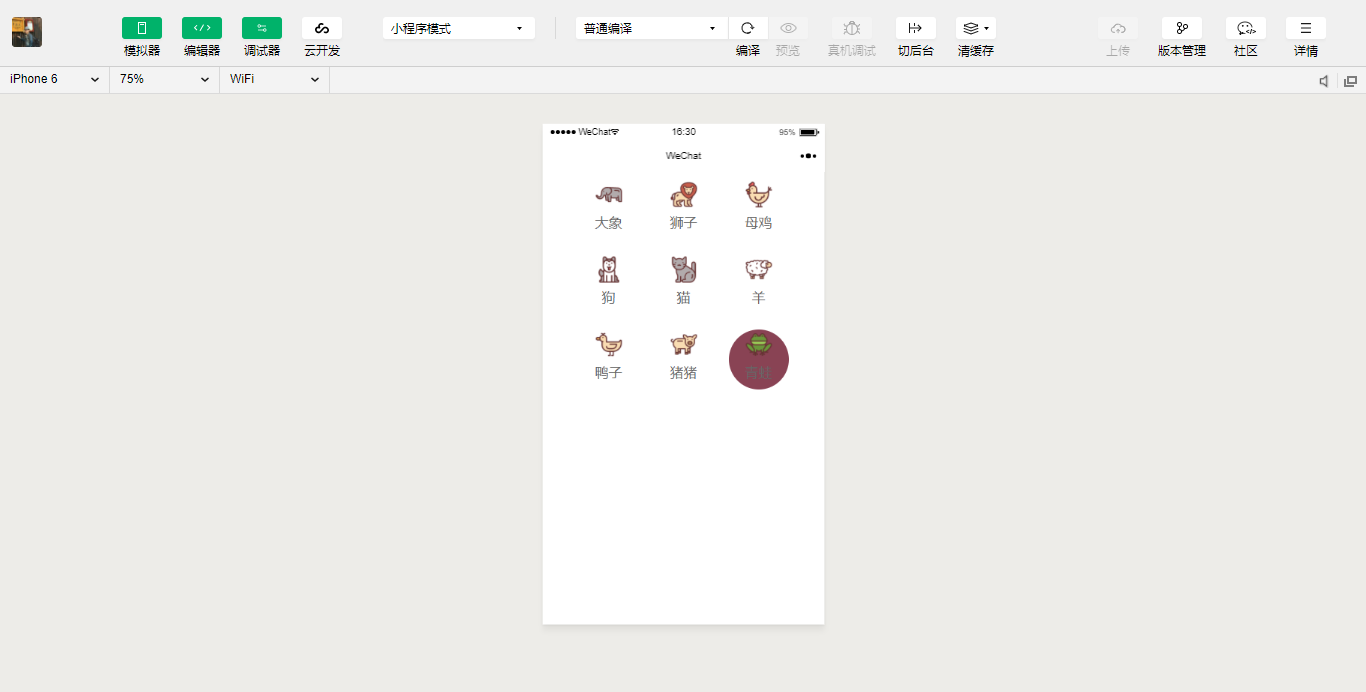 模拟器 编辑器 调试器 云开发 小程序模式 普通编译 编译 预览 真机调试 切后台 清缓存 上传 版本管理 社区 详情
iPhone 6 75% WiFi
WeChat 16:30 95%
WeChat
大象 狮子 母鸡
狗 猫 羊
鸭子 猪猪 青蛙